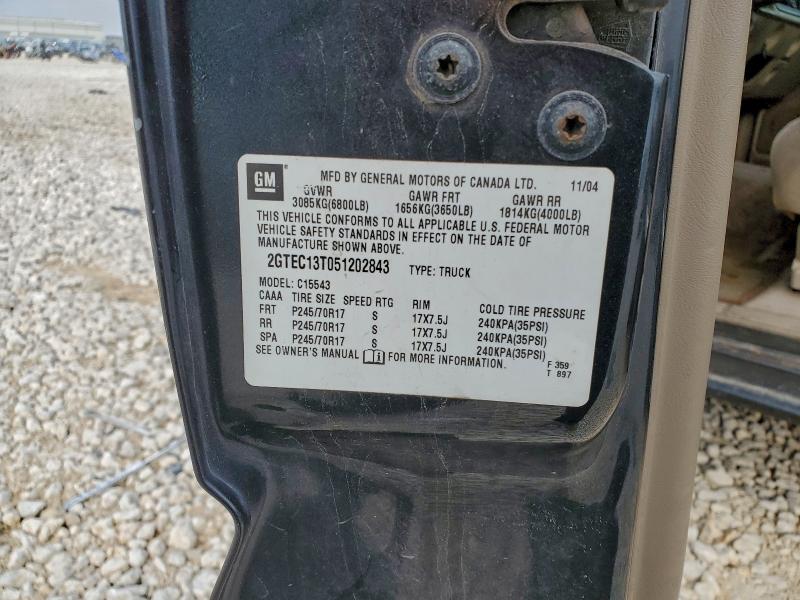 GM
MFD BY GENERAL MOTORS OF CANADA LTD. 11/04
GVWR GAWR FRT GAWR RR
3085KG(6800LB) 1656KG(3650LB) 1814KG(4000LB)
THIS VEHICLE CONFORMS TO ALL APPLICABLE U.S. FEDERAL MOTOR
VEHICLE SAFETY STANDARDS IN EFFECT ON THE DATE OF
MANUFACTURE SHOWN ABOVE.
2GTEC13T051202843 TYPE: TRUCK
MODEL: C15543
CAAA TIRE SIZE SPEED RTG RIM COLD TIRE PRESSURE
FRT P245/70R17 S 17X7.5J 240KPA(35PSI)
RR P245/70R17 S 17X7.5J 240KPA(35PSI)
SPA P245/70R17 S 17X7.5J 240KPA(35PSI)
SEE OWNER'S MANUAL FOR MORE INFORMATION. F 359
T 897